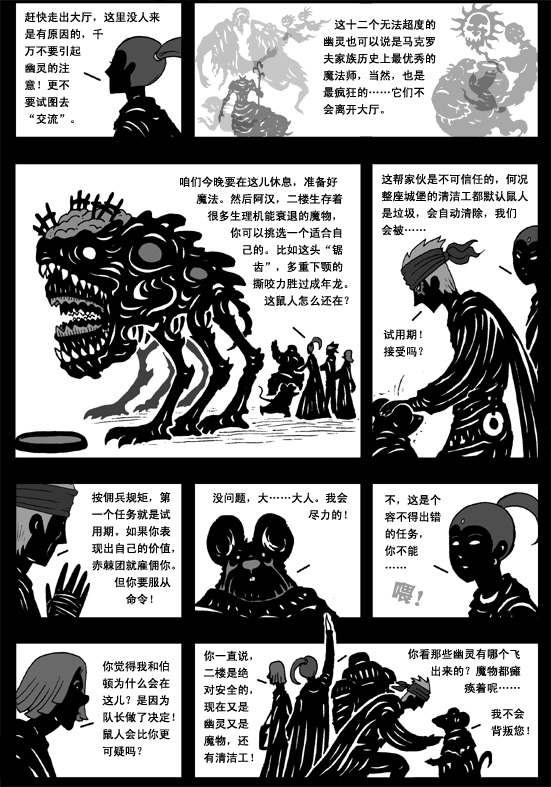 赶快走出大厅，这里没人来
是有原因的，千
万不要引起
幽灵的注
意！更不
要试图去
“交流”。
这十二个无法超度的
幽灵也可以说是马克罗
夫家族历史上最优秀的
魔法师，当然，也是
最疯狂的……它们不
会离开大厅。
咱们今晚要在这儿休息，准备好
魔法。然后阿汉，二楼生存着
很多生理机能衰退的魔物，
你可以挑选一个适合自
己的。比如这头“锯
齿”，多重下颚的
撕咬力胜过成年龙。
这鼠人怎么还在？
这帮家伙是不可信任的，何况
整座城堡的清洁工都默认鼠人
是垃圾，会自动清除，我们
会被……
试用期！
接受吗？
按佣兵规矩，第
一个任务就是试
用期。如果你表
现出自己的价值，
赤棘团就雇佣你。
但你要服从
命令！
没问题，大……大人。我会
尽力的！
不，这是个
容不得出错
的任务，
你不能
……
喂！
你觉得我和伯
顿为什么会在
这儿？是因为
队长做了决定！
鼠人会比你更
可疑吗？
你一直说，
二楼是绝
对安全的，
现在又是
幽灵又是
魔物，还
有清洁工！
你看那些幽灵有哪个飞
出来的？魔物都瘫
痪着呢……
我不会
背叛您！